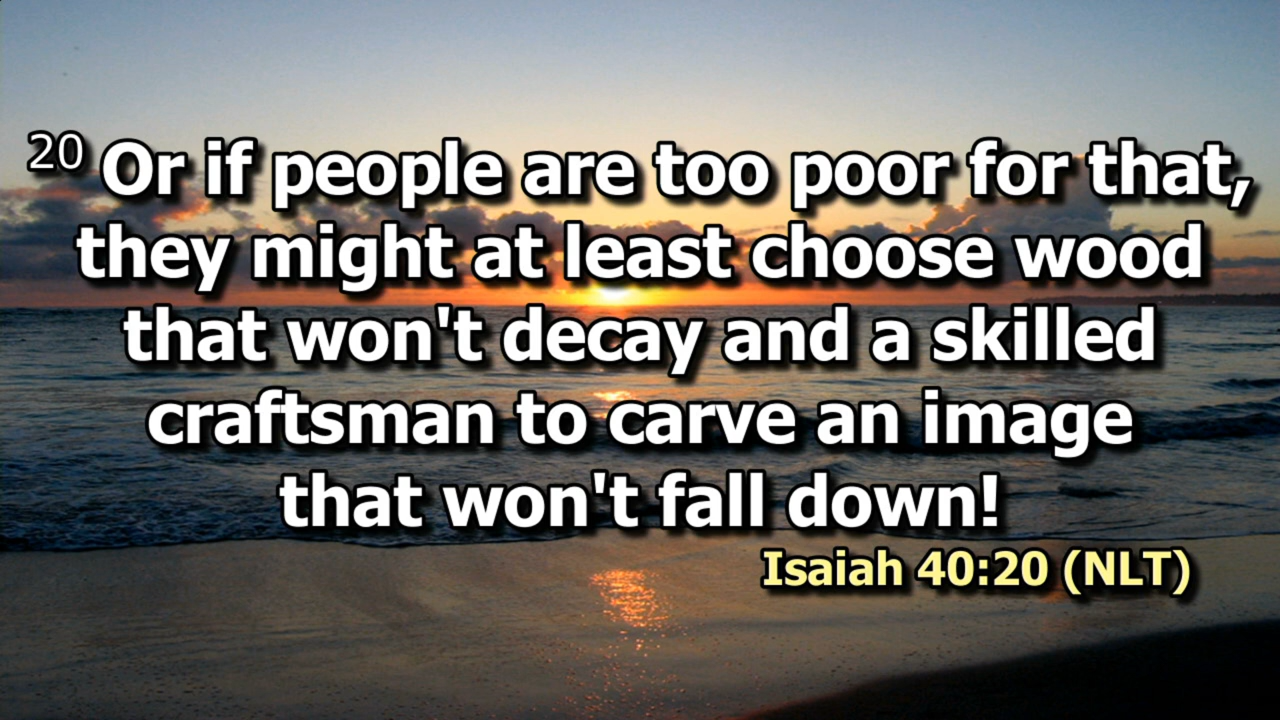 20 Or if people are too poor for that,
they might at least choose wood
that won't decay and a skilled
craftsman to carve an image
that won't fall down!
Isaiah 40:20 (NLT)